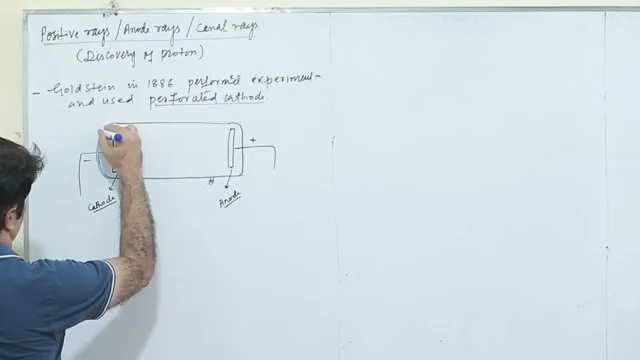 Positive rays / Anode rays / Canal rays
(Discovery of proton)
- Goldstein in 1886 performed experiment
and used perforated cathode.
+
-
Cathode
Anode